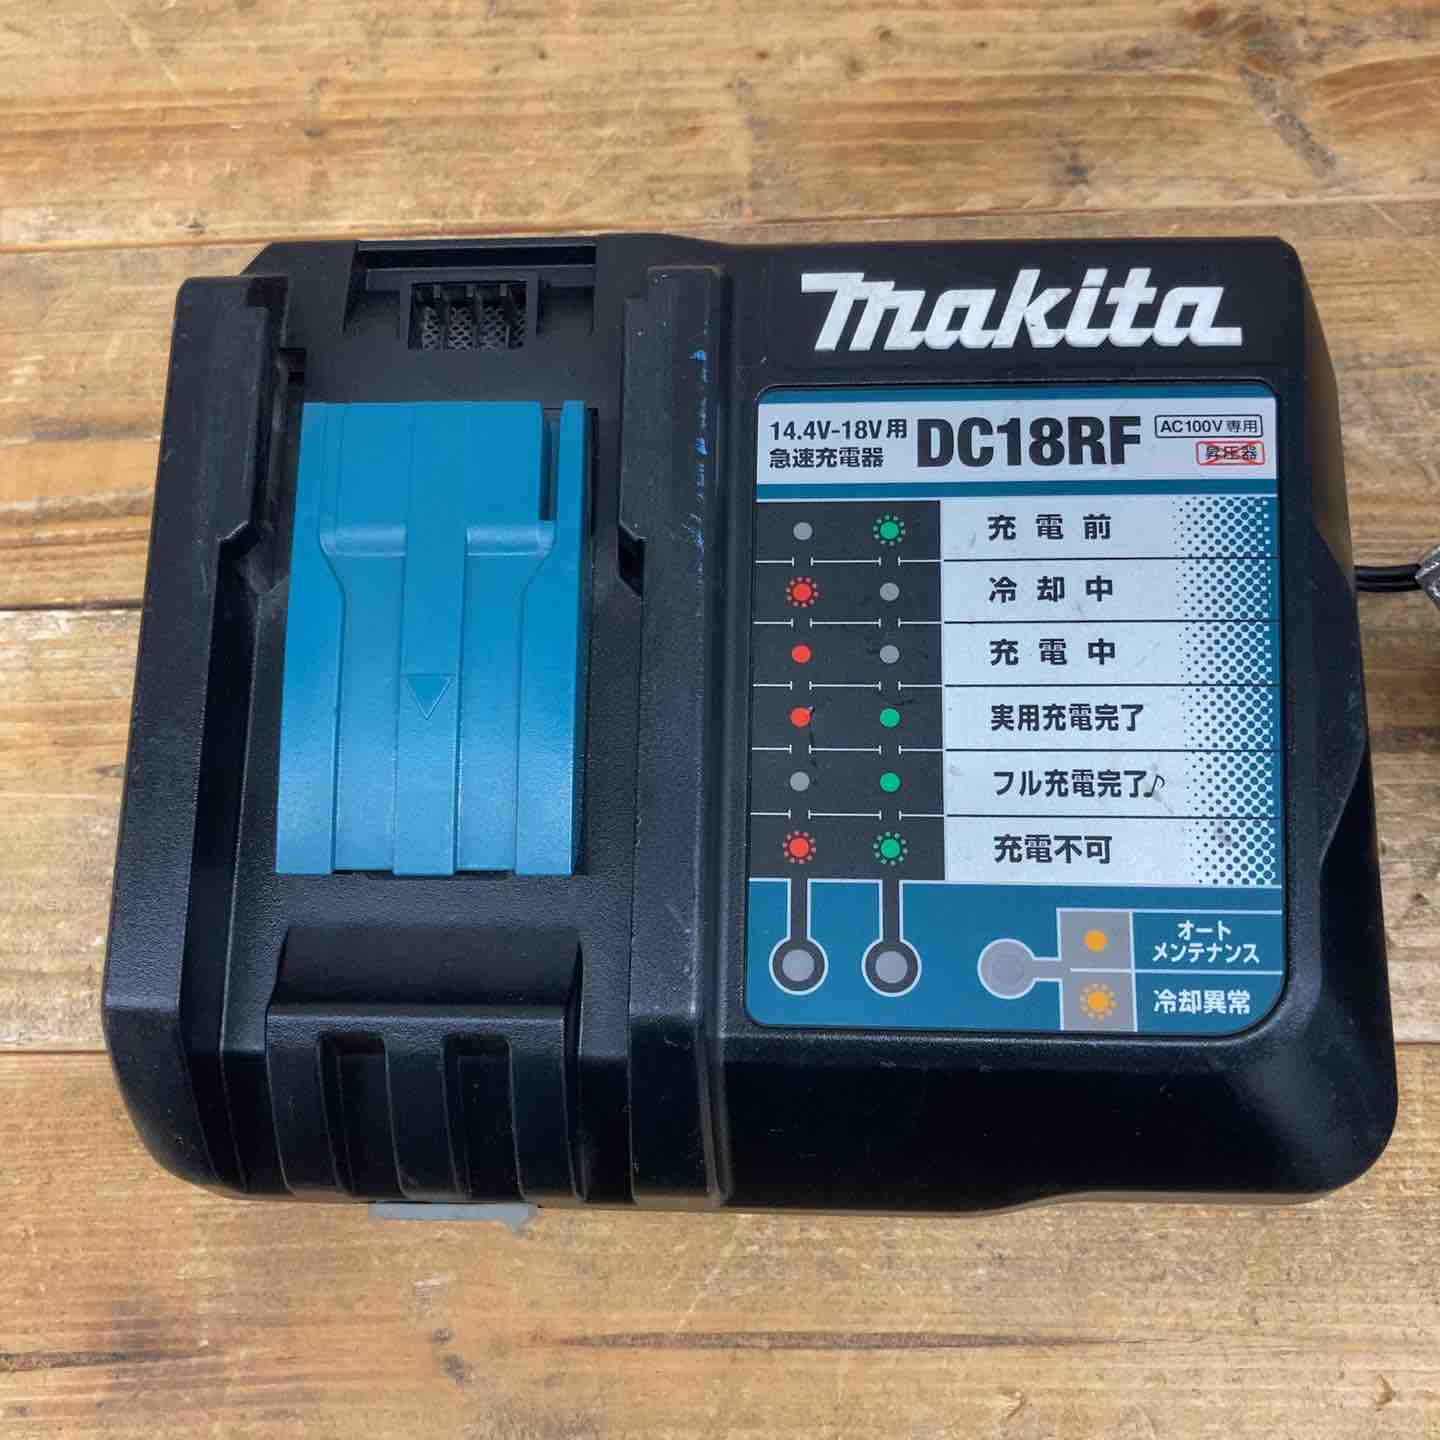 makita
14.4V-18V用
急速充電器
DC18RF
AC100V専用
昇圧器
充電前
冷却中
充電中
実用充電完了
フル充電完了♪
充電不可
オート
メンテナンス
冷却異常